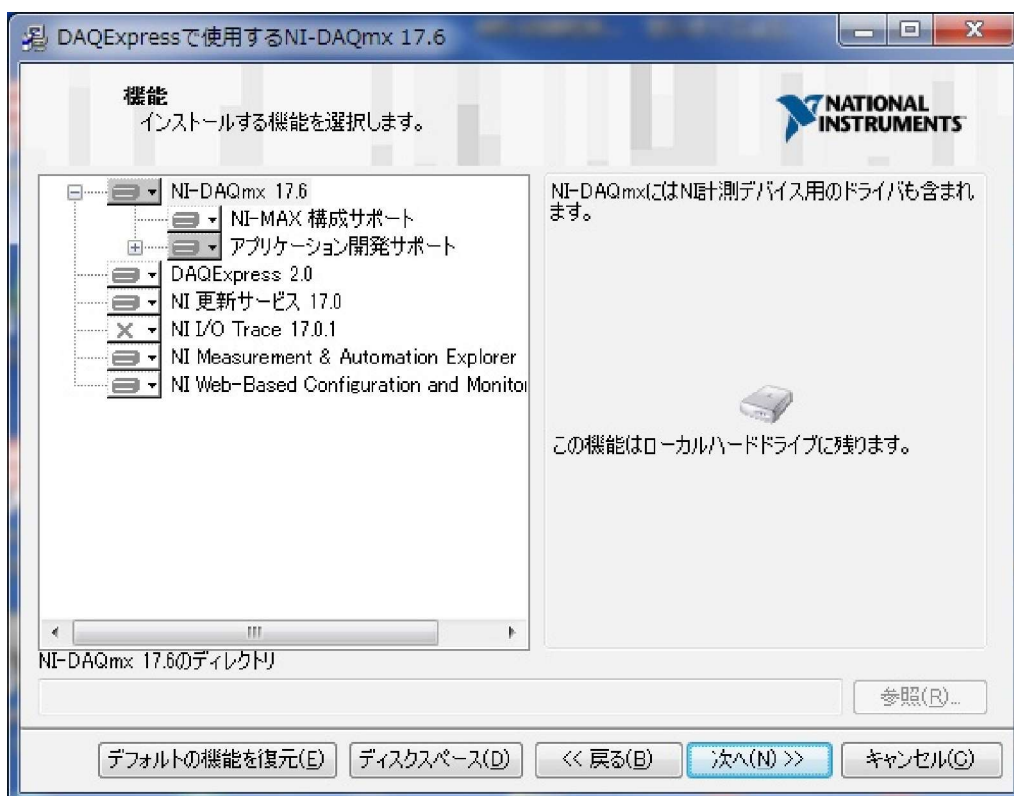 DAQExpressで使用するNI-DAQmx 17.6
機能
インストールする機能を選択します。
NATIONAL
INSTRUMENTS
NI-DAQmx 17.6
NI-MAX 構成サポート
アプリケーション開発サポート
DAQExpress 2.0
NI 更新サービス 17.0
NI I/O Trace 17.0.1
NI Measurement & Automation Explorer
NI Web-Based Configuration and Monitor
NI-DAQmxにはNI計測デバイス用のドライバも含まれ
ます。
この機能はローカルハードドライブに残ります。
NI-DAQmx 17.6のディレクトリ
参照(R)...
デフォルトの機能を復元(E)
ディスクスペース(D)
<< 戻る(B)
次へ(N) >>
キャンセル(C)